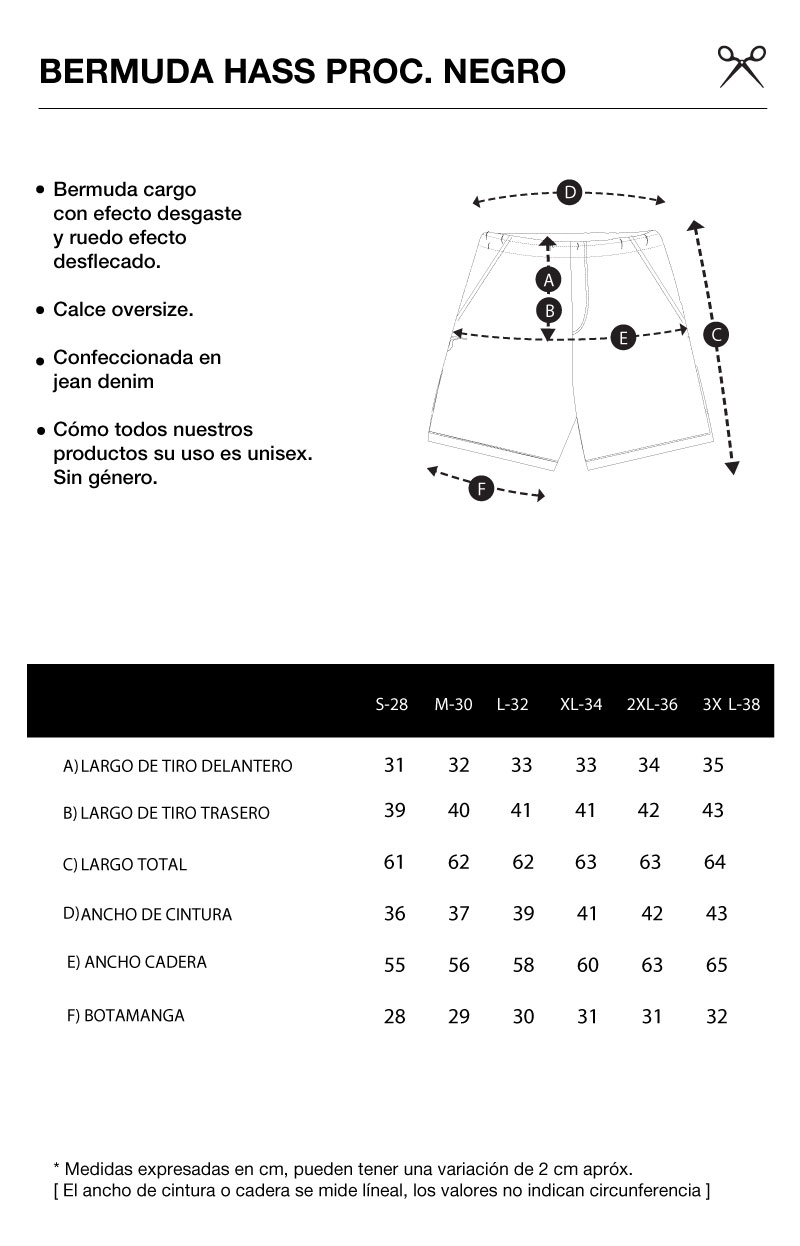 BERMUDA HASS PROC. NEGRO
• Bermuda cargo
con efecto desgaste
y ruedo efecto
desflecado.
• Calce oversize.
• Confeccionada en
jean denim
• Cómo todos nuestros
productos su uso es unisex.
Sin género.
D
A
B
E
C
F
S-28 M-30 L-32 XL-34 2XL-36 3X L-38
A) LARGO DE TIRO DELANTERO 31 32 33 33 34 35
B) LARGO DE TIRO TRASERO 39 40 41 41 42 43
C) LARGO TOTAL 61 62 62 63 63 64
D) ANCHO DE CINTURA 36 37 39 41 42 43
E) ANCHO CADERA 55 56 58 60 63 65
F) BOTAMANGA 28 29 30 31 31 32
* Medidas expresadas en cm, pueden tener una variación de 2 cm apróx.
[ El ancho de cintura o cadera se mide líneal, los valores no indican circunferencia ]